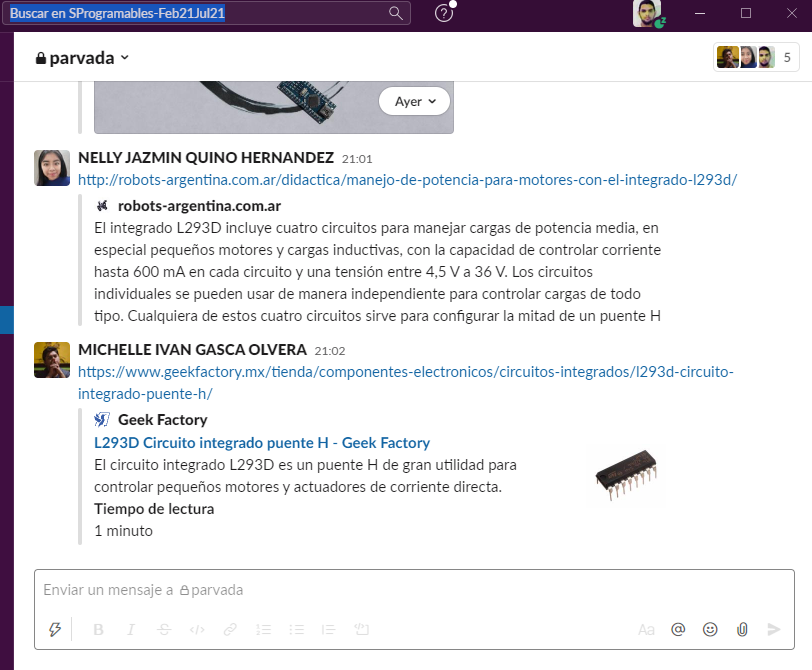 Buscar en SProgramables-Feb21Jul21
parvada
5
Ayer
NELLY JAZMIN QUINO HERNANDEZ 21:01
http://robots-argentina.com.ar/didactica/manejo-de-potencia-para-motores-con-el-integrado-l293d/
robots-argentina.com.ar
El integrado L293D incluye cuatro circuitos para manejar cargas de potencia media, en
especial pequeños motores y cargas inductivas, con la capacidad de controlar corriente
hasta 600 mA en cada circuito y una tensión entre 4,5 V a 36 V. Los circuitos
individuales se pueden usar de manera independiente para controlar cargas de todo
tipo. Cualquiera de estos cuatro circuitos sirve para configurar la mitad de un puente H
MICHELLE IVAN GASCA OLVERA 21:02
https://www.geekfactory.mx/tienda/componentes-electronicos/circuitos-integrados/l293d-circuito-
integrado-puente-h/
Geek Factory
L293D Circuito integrado puente H - Geek Factory
El circuito integrado L293D es un puente H de gran utilidad para
controlar pequeños motores y actuadores de corriente directa.
Tiempo de lectura
1 minuto
Enviar un mensaje a parvada
B I S </> Aa @